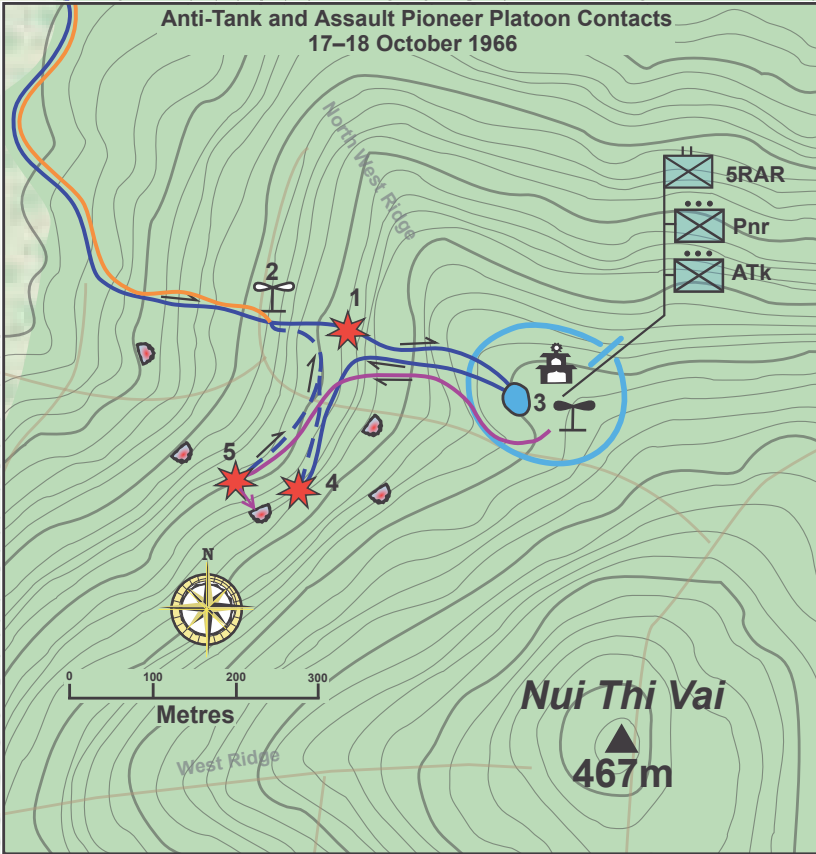 Anti-Tank and Assault Pioneer Platoon Contacts
17–18 October 1966
North West Ridge
5RAR
Pnr
ATk
2
1
3
5
4
N
0 100 200 300
Metres
Nui Thi Vai
467m
West Ridge